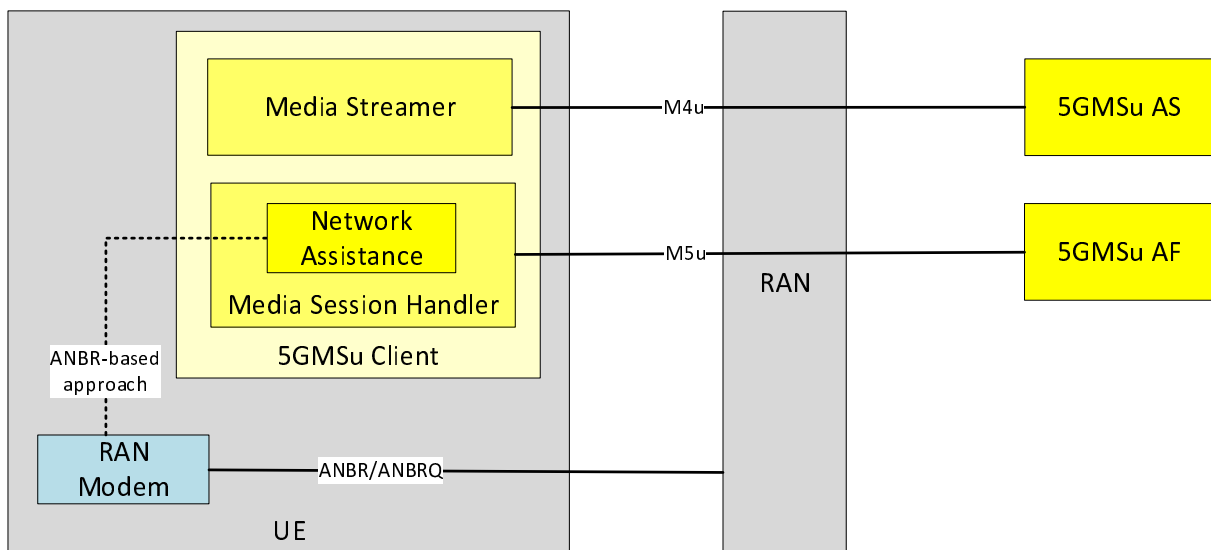 Media Streamer
M4u
5GMSu AS
Network
Assistance
M5u
5GMSu AF
RAN
Media Session Handler
5GMSu Client
ANBR-based
approach
RAN
Modem
ANBR/ANBRQ
UE